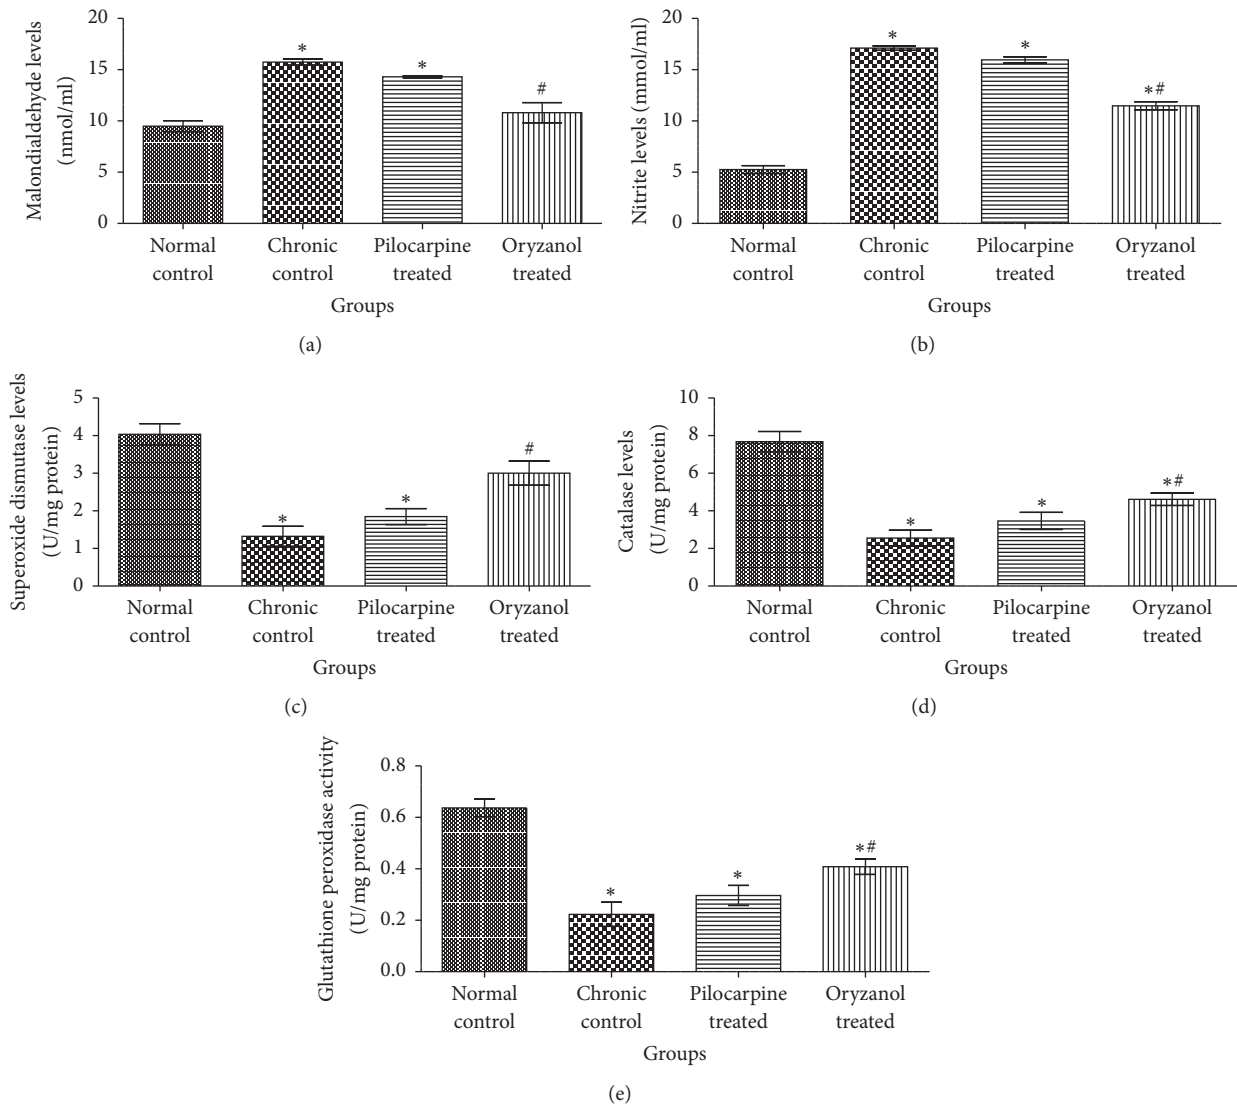 Malondialdehyde levels
(nmol/ml)
20
15
10
5
0
*
*
#
Normal control
Chronic control
Pilocarpine treated
Oryzanol treated
Groups
(a)
Nitrite levels (mmol/ml)
20
15
10
5
0
*
*
*#
Normal control
Chronic control
Pilocarpine treated
Oryzanol treated
Groups
(b)
Superoxide dismutase levels
(U/mg protein)
5
4
3
2
1
0
*
*
#
Normal control
Chronic control
Pilocarpine treated
Oryzanol treated
Groups
(c)
Catalase levels
(U/mg protein)
10
8
6
4
2
0
*
*
*#
Normal control
Chronic control
Pilocarpine treated
Oryzanol treated
Groups
(d)
Glutathione peroxidase activity
(U/mg protein)
0.8
0.6
0.4
0.2
0.0
*
*
*#
Normal control
Chronic control
Pilocarpine treated
Oryzanol treated
Groups
(e)